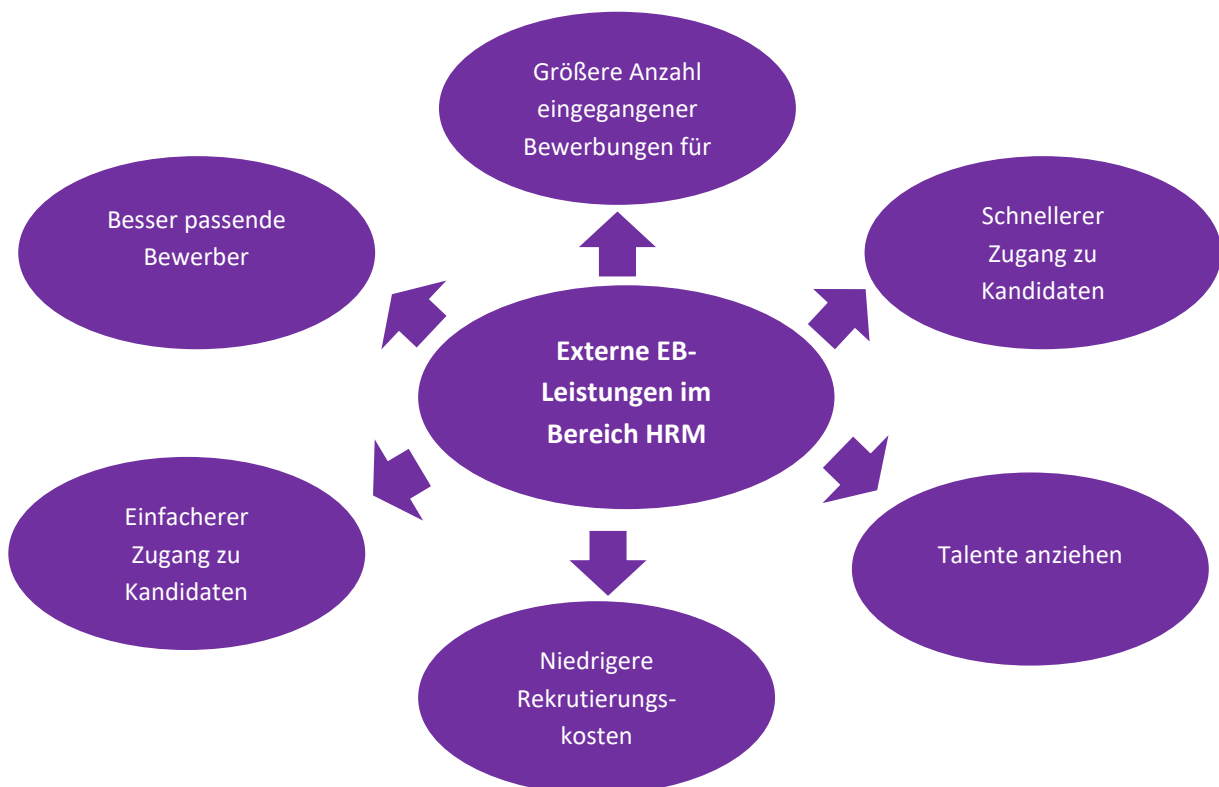 Größere Anzahl
eingegangener
Bewerbungen für
Besser passende
Bewerber
Schnellerer
Zugang zu
Kandidaten
Externe EB-
Leistungen im
Bereich HRM
Einfacherer
Zugang zu
Kandidaten
Talente anziehen
Niedrigere
Rekrutierungs-
kosten